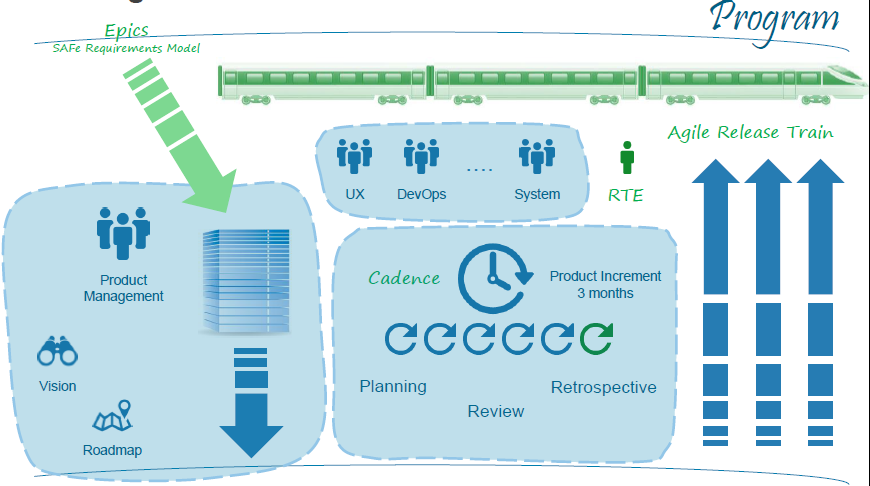 Program
Epics
SAFe Requirements Model
Agile Release Train
UX
DevOps
....
System
RTE
Product
Management
Vision
Roadmap
Cadence
Product Increment
3 months
Planning
Review
Retrospective